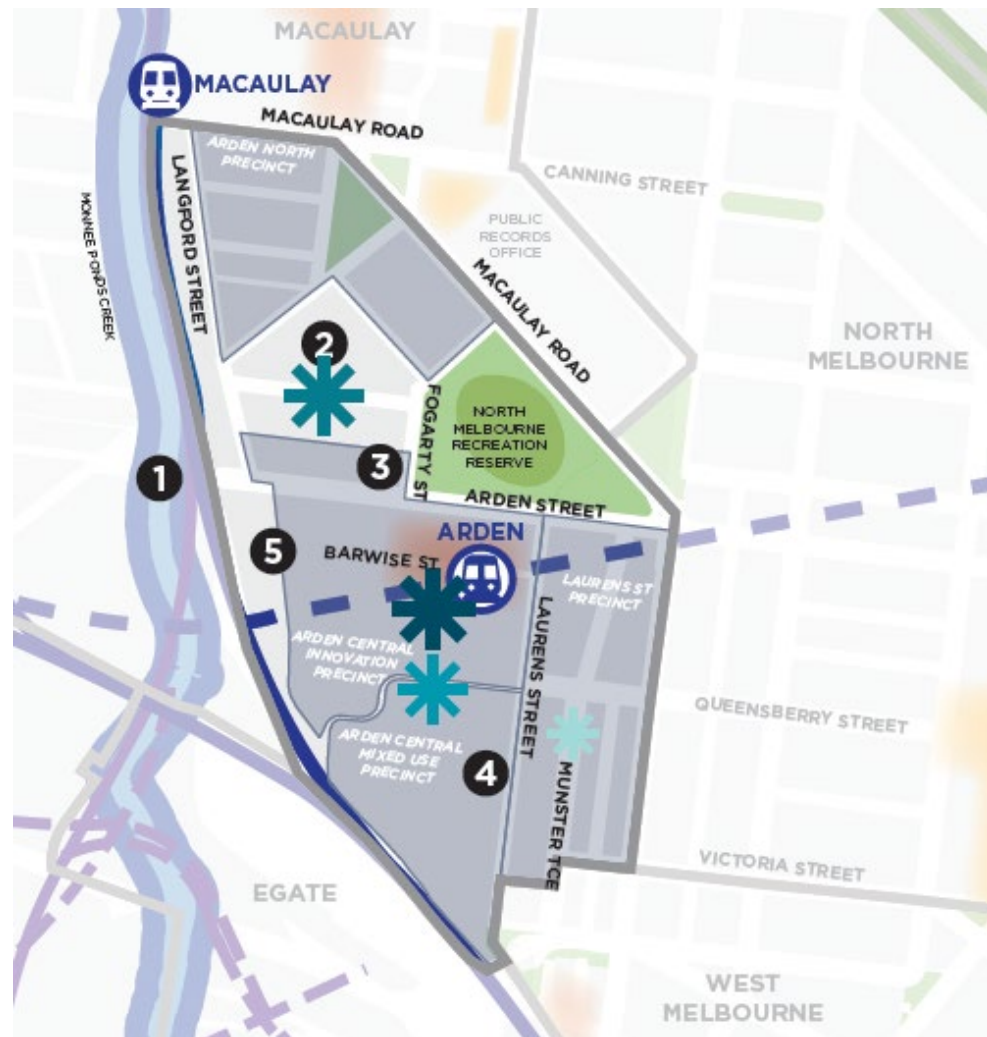 MACAULAY
MACAULAY
MACAULAY ROAD
ARDEN NORTH
PRECINCT
CANNING STREET
LANGFORD STREET
MONNEE PONDS CREEK
PUBLIC
RECORDS
OFFICE
MACAULAY ROAD
NORTH
MELBOURNE
2
FOGARTY ST
NORTH
MELBOURNE
RECREATION
RESERVE
3
1
ARDEN STREET
ARDEN
5
BARWISE ST
LAURENS ST
PRECINCT
LAURENS STREET
ARDEN CENTRAL
INNOVATION
PRECINCT
QUEENSBERRY STREET
ARDEN CENTRAL
MIXED USE
PRECINCT
4
MUNSTER TCE
VICTORIA STREET
EGATE
WEST
MELBOURNE